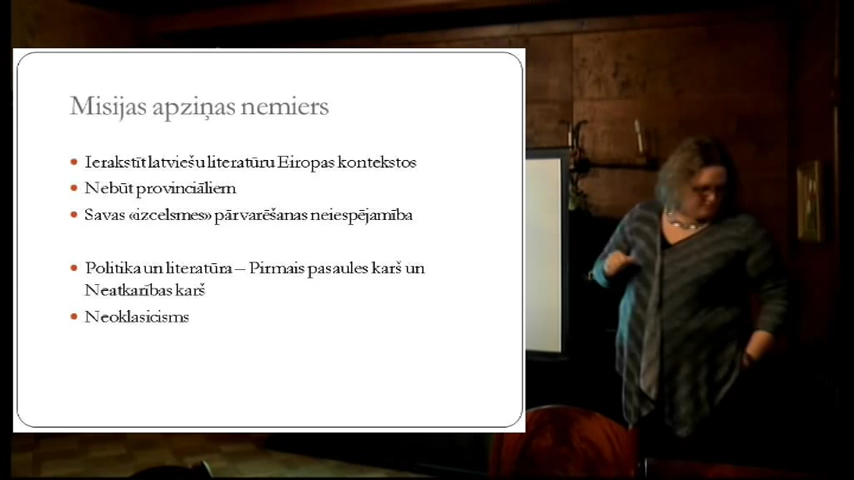 Misijas apziņas nemiers
Ierakstīt latviešu literatūru Eiropas kontekstos
Nebūt provinciāliem
Savas «izcelsmes» pārvarēšanas neiespējamība
Politika un literatūra – Pirmais pasaules karš un
Neatkarības karš
Neoklasicisms